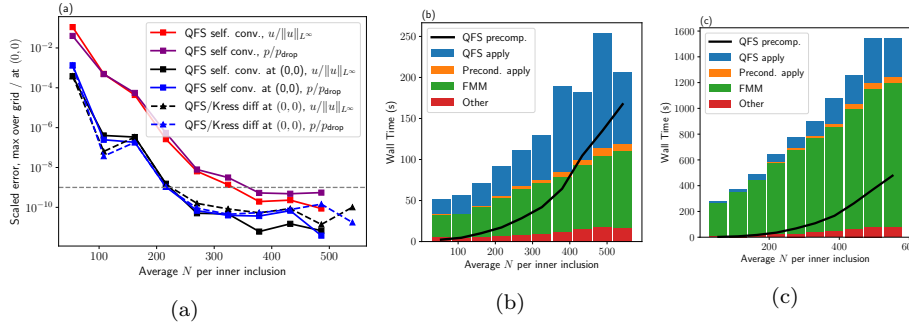 (a)
QFS self. conv., u/‖u‖L∞
QFS self. conv., p/pdrop
QFS self. conv. at (0,0), u/‖u‖L∞
QFS self. conv. at (0,0), p/pdrop
QFS/Kress diff at (0,0), u/‖u‖L∞
QFS/Kress diff at (0,0), p/pdrop
Scaled error, max over grid / at (0,0)
10−2
10−4
10−6
10−8
10−10
100
200
300
400
500
Average N per inner inclusion
(a)
(b)
QFS precomp.
QFS apply
Precond. apply
FMM
Other
Wall Time (s)
250
200
150
100
50
0
100
200
300
400
500
Average N per inner inclusion
(b)
(c)
QFS precomp.
QFS apply
Precond. apply
FMM
Other
Wall Time (s)
1600
1400
1200
1000
800
600
400
200
0
200
300
400
500
60
Average N per inner inclusion
(c)